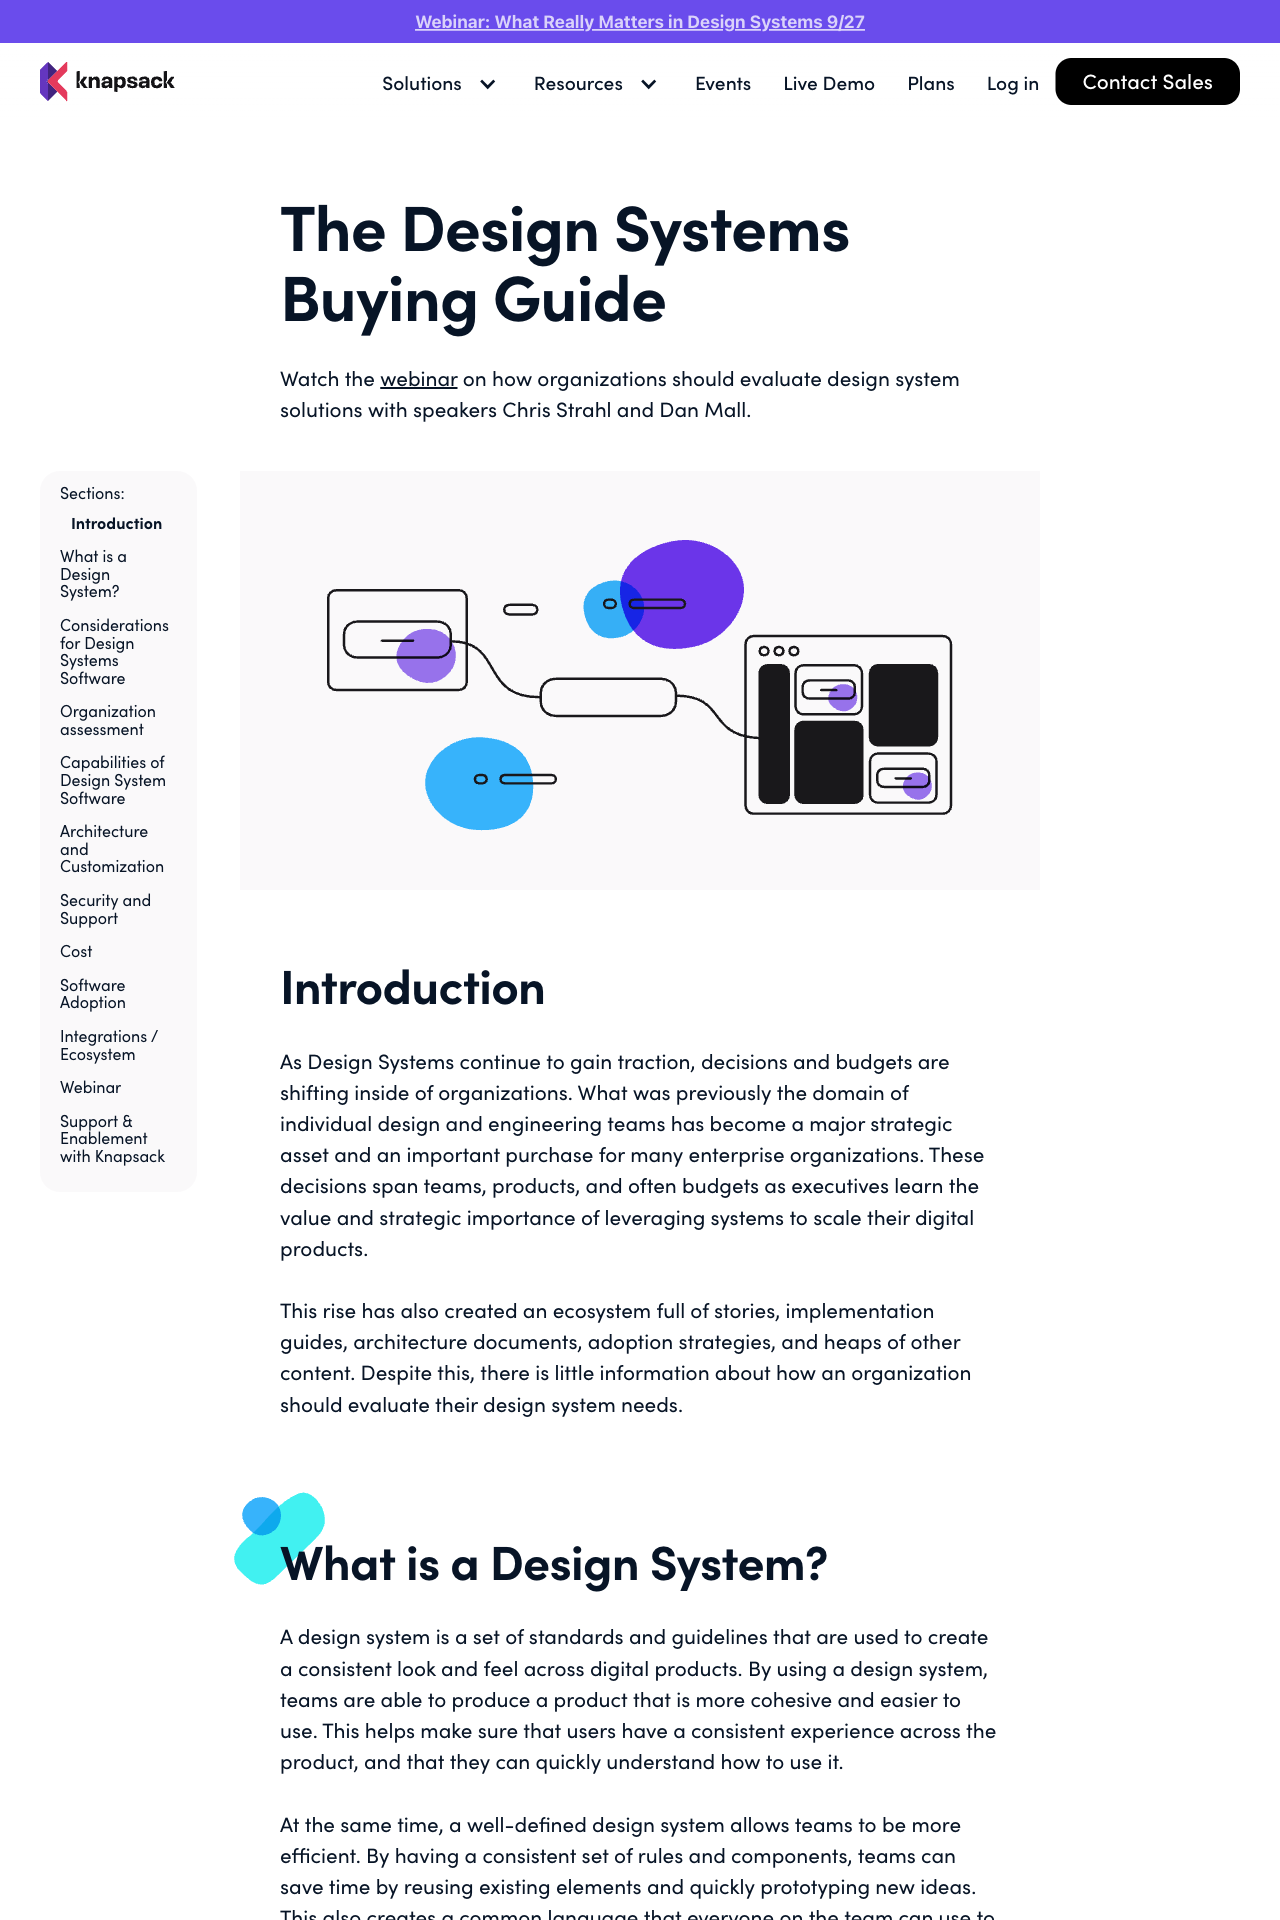 Webinar: What Really Matters in Design Systems 9/27
knapsack
Solutions
Resources
Events
Live Demo
Plans
Log in
Contact Sales
The Design Systems
Buying Guide
Watch the webinar on how organizations should evaluate design system
solutions with speakers Chris Strahl and Dan Mall.
Sections:
Introduction
What is a
Design
System?
Considerations
for Design
Systems
Software
Organization
assessment
Capabilities of
Design System
Software
Architecture
and
Customization
Security and
Support
Cost
Software
Adoption
Integrations /
Ecosystem
Webinar
Support &
Enablement
with Knapsack
Introduction
As Design Systems continue to gain traction, decisions and budgets are
shifting inside of organizations. What was previously the domain of
individual design and engineering teams has become a major strategic
asset and an important purchase for many enterprise organizations. These
decisions span teams, products, and often budgets as executives learn the
value and strategic importance of leveraging systems to scale their digital
products.
This rise has also created an ecosystem full of stories, implementation
guides, architecture documents, adoption strategies, and heaps of other
content. Despite this, there is little information about how an organization
should evaluate their design system needs.
What is a Design System?
A design system is a set of standards and guidelines that are used to create
a consistent look and feel across digital products. By using a design system,
teams are able to produce a product that is more cohesive and easier to
use. This helps make sure that users have a consistent experience across the
product, and that they can quickly understand how to use it.
At the same time, a well-defined design system allows teams to be more
efficient. By having a consistent set of rules and components, teams can
save time by reusing existing elements and quickly prototyping new ideas.
This also creates a common language that everyone on the team can use to